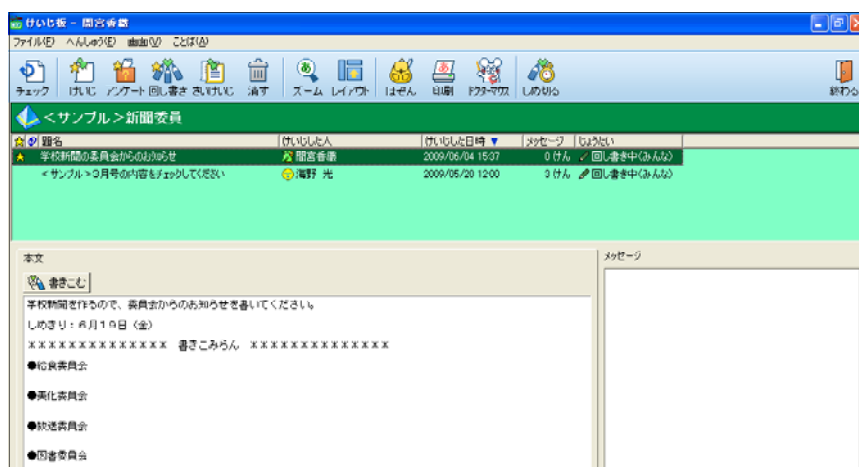 けいじ板 - 間宮香織
ファイル(F) へんしゅう(E) 画面(V) ことば(A)
チェック けいじ アンケート 回し書き さいけいじ 消す ズーム レイアウト はせん 印刷 ドクターマウス しめ切る 終わる
<サンプル>新聞委員
題名 けいじした人 けいじした日時 ▼ メッセージ じょうたい
学校新聞の委員会からのおしらせ 間宮香織 2009/06/04 15:37 0けん 回し書き中(みんな)
<サンプル>3月号の内容をチェックしてください 海野 光 2009/05/20 12:00 3けん 回し書き中(みんな)
本文 メッセージ
書きこむ
学校新聞を作るので、委員会からのお知らせを書いてください。
しめきり:6月19日(金)
×××××××××××××× 書きこみらん ××××××××××××××
●給食委員会
●美化委員会
●放送委員会
●図書委員会